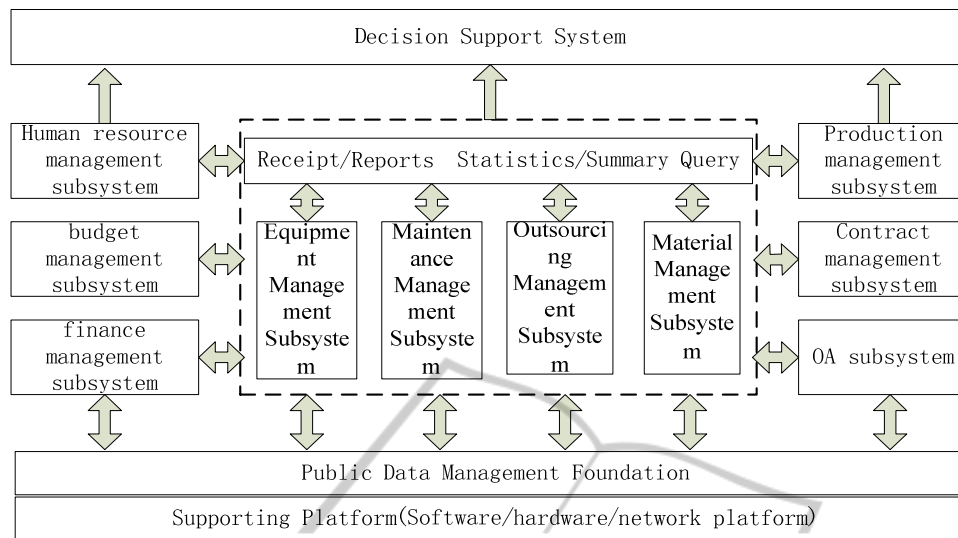 Decision Support System
Human resource
management
subsystem
Receipt/Reports Statistics/Summary Query
Production
management
subsystem
budget
management
subsystem
Equipme
nt
Manage
ment
Subsyste
m
Mainten
ance
Manage
ment
Subsyste
m
Outsourci
ng
Managem
ent
Subsyste
m
Material
Manage
ment
Subsyste
m
Contract
management
subsystem
finance
management
subsystem
OA subsystem
Public Data Management Foundation
Supporting Platform(Software/hardware/network platform)